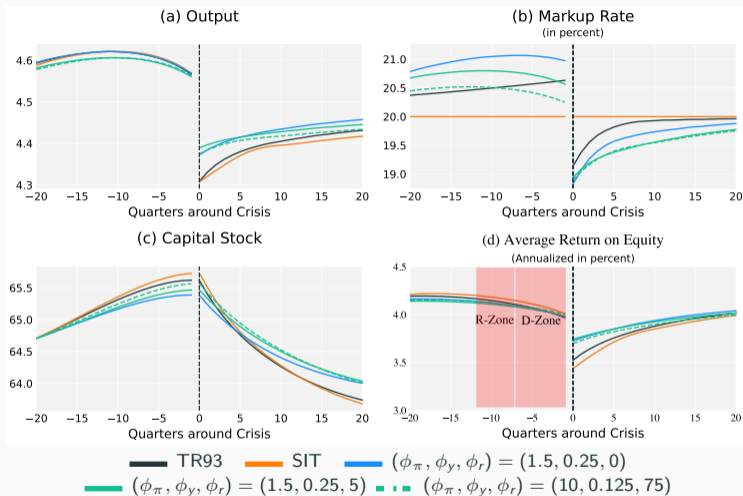 (a) Output
4.6
4.5
4.4
4.3
−20 −15 −10 −5 0 5 10 15 20
Quarters around Crisis
(b) Markup Rate
(in percent)
21.0
20.5
20.0
19.5
19.0
−20 −15 −10 −5 0 5 10 15 20
Quarters around Crisis
(c) Capital Stock
65.5
65.0
64.5
64.0
−20 −15 −10 −5 0 5 10 15 20
Quarters around Crisis
(d) Average Return on Equity
(Annualized in percent)
4.5
4.0
3.5
3.0
R-Zone D-Zone
−20 −15 −10 −5 0 5 10 15 20
Quarters around Crisis
TR93 SIT (ϕπ, ϕy, ϕr) = (1.5, 0.25, 0)
(ϕπ, ϕy, ϕr) = (1.5, 0.25, 5) (ϕπ, ϕy, ϕr) = (10, 0.125, 75)